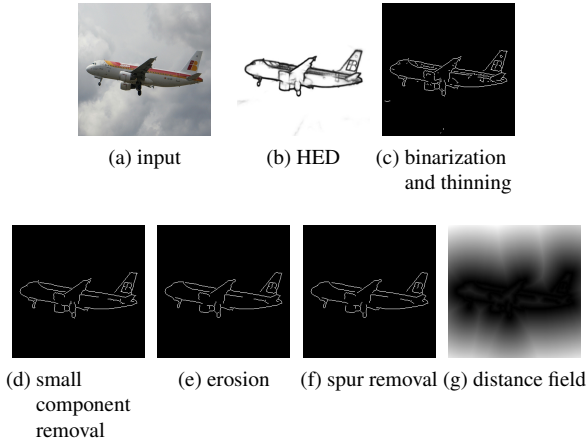 (a) input
(b) HED
(c) binarization
and thinning
(d) small
component
removal
(e) erosion
(f) spur removal
(g) distance field